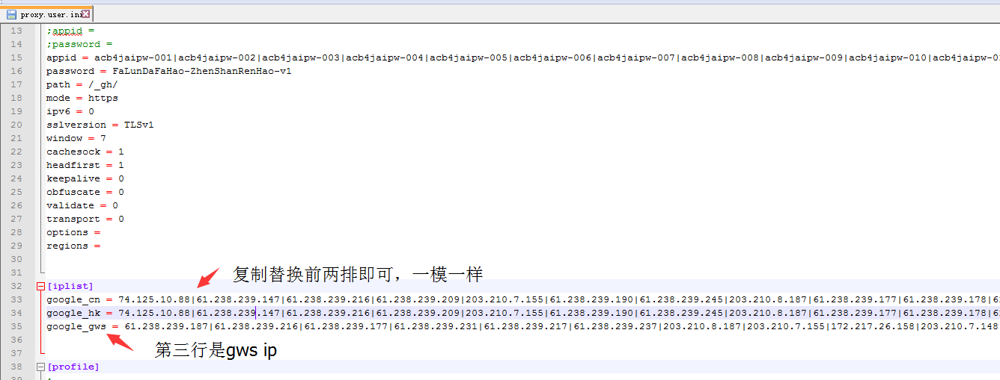 proxy.user.ini
13 ;appid =
14 ;password =
15 appid = acb4jaipw-001|acb4jaipw-002|acb4jaipw-003|acb4jaipw-004|acb4jaipw-005|acb4jaipw-006|acb4jaipw-007|acb4jaipw-008|acb4jaipw-009|acb4jaipw-010|acb4jaipw-0
16 password = FaLunDaFaHao-ZhenShanRenHao-v1
17 path = /_gh/
18 mode = https
19 ipv6 = 0
20 sslversion = TLSv1
21 window = 7
22 cachesock = 1
23 headfirst = 1
24 keepalive = 0
25 obfuscate = 0
26 validate = 0
27 transport = 0
28 options =
29 regions =
30
31
复制替换前两排即可，一模一样
32 [iplist]
33 google_cn = 74.125.10.88|61.238.239.147|61.238.239.216|61.238.239.209|203.210.7.155|61.238.239.190|61.238.239.245|203.210.8.187|61.238.239.177|61.238.239.178|6
34 google_hk = 74.125.10.88|61.238.239.147|61.238.239.216|61.238.239.209|203.210.7.155|61.238.239.190|61.238.239.245|203.210.8.187|61.238.239.177|61.238.239.178|6
35 google_gws = 61.238.239.187|61.238.239.216|61.238.239.177|61.238.239.231|61.238.239.217|61.238.239.237|203.210.8.187|203.210.7.155|172.217.26.158|203.210.7.148
36
第三行是gws ip
37
38 [profile]